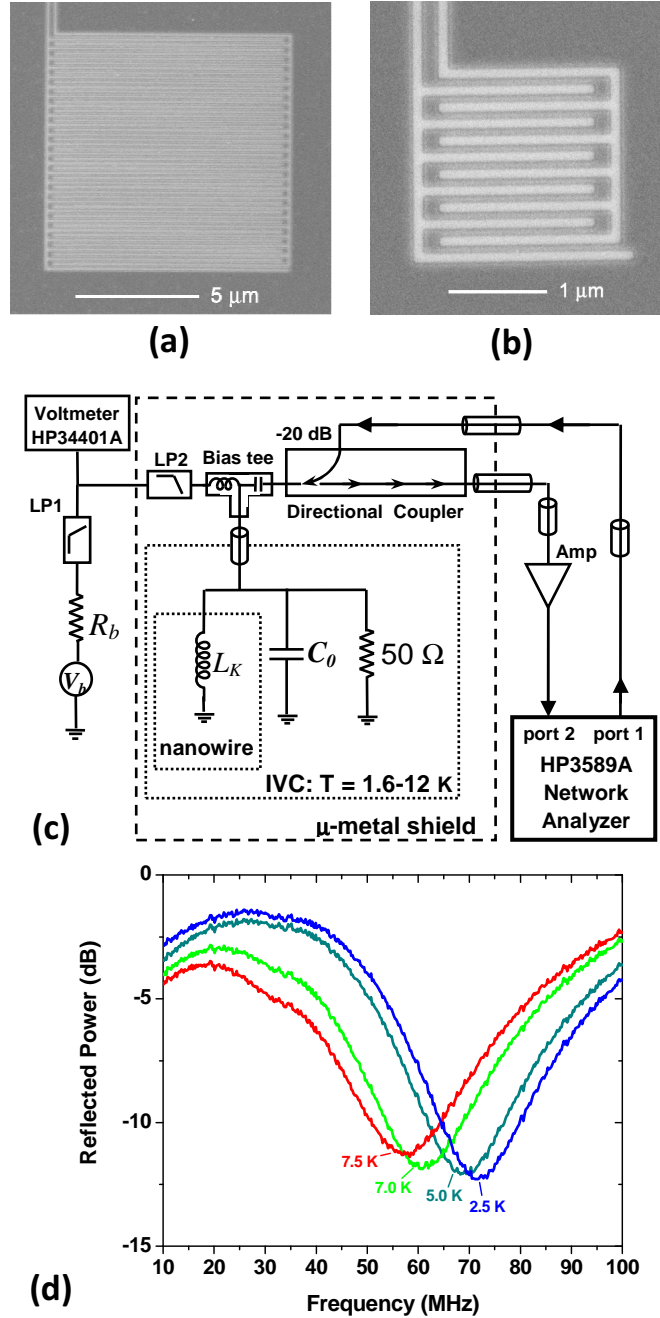 5 μm
1 μm
(a)
(b)
Voltmeter
HP34401A
LP1
R_b
V_b
LP2
Bias tee
-20 dB
Directional Coupler
Amp
L_K
C_0
50 Ω
nanowire
IVC: T = 1.6-12 K
μ-metal shield
port 2 port 1
HP3589A
Network
Analyzer
(c)
0
-5
-10
-15
Reflected Power (dB)
7.5 K
7.0 K
5.0 K
2.5 K
10 20 30 40 50 60 70 80 90 100
Frequency (MHz)
(d)